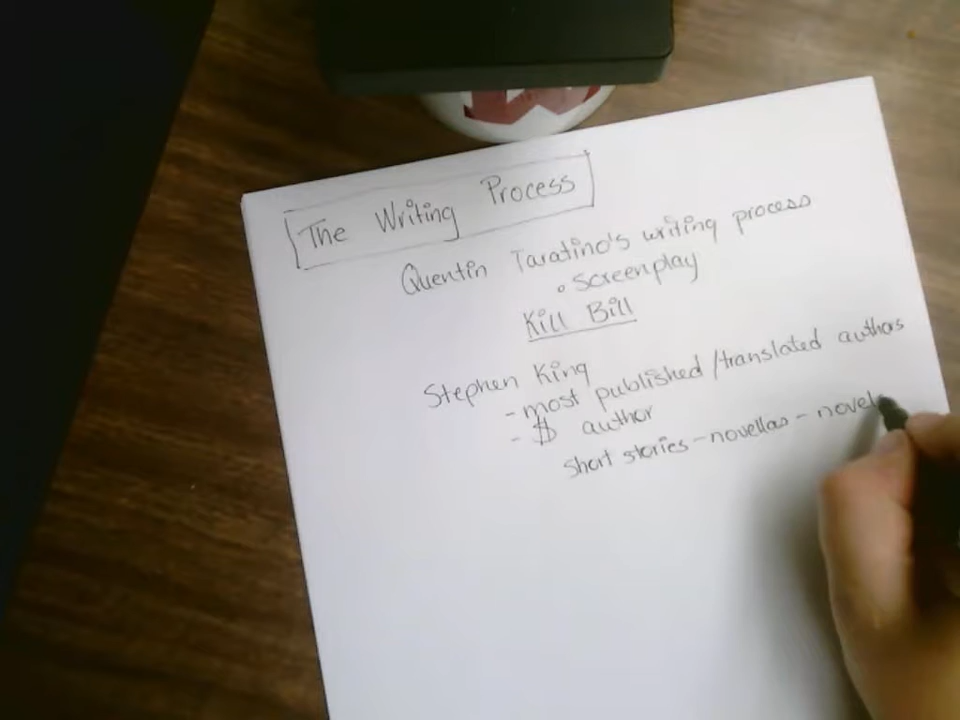 The Writing Process
Quentin Taratino's writing process
• Screenplay
Kill Bill
Stephen King
- most published/translated authors
- $ author
Short stories - novellas - novel